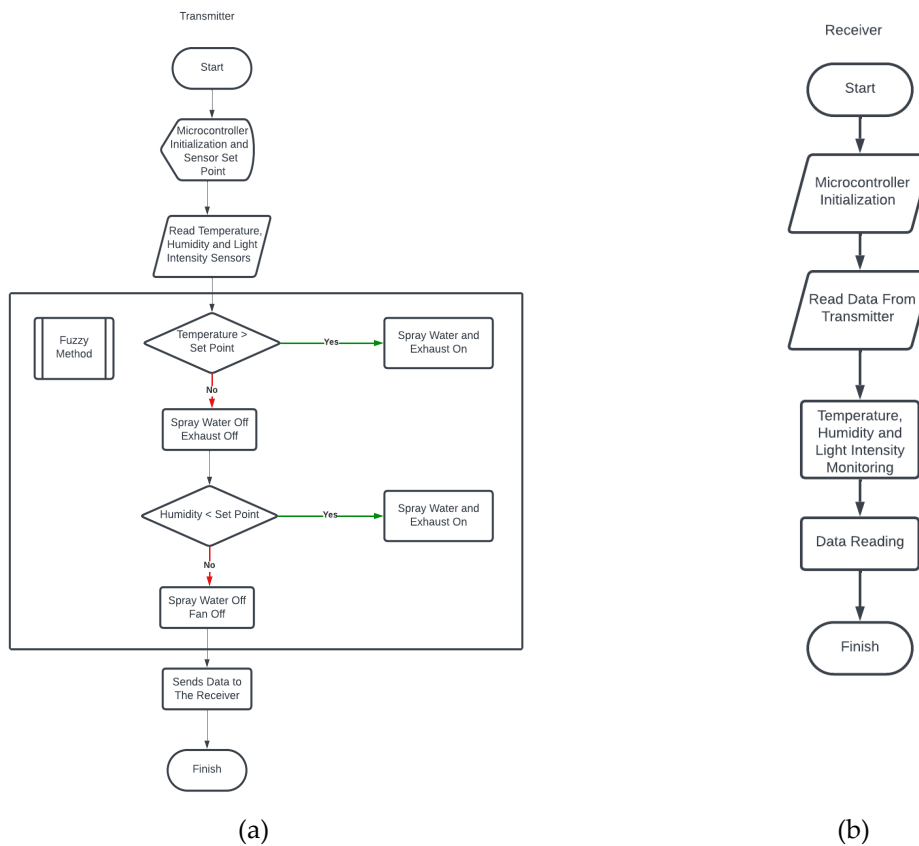 Transmitter
Start
Microcontroller
Initialization and
Sensor Set
Point
Read Temperature,
Humidity and Light
Intensity Sensors
Fuzzy
Method
Temperature >
Set Point
Yes
Spray Water and
Exhaust On
No
Spray Water Off
Exhaust Off
Humidity < Set Point
Yes
Spray Water and
Exhaust On
No
Spray Water Off
Fan Off
Sends Data to
The Receiver
Finish
(a)
Receiver
Start
Microcontroller
Initialization
Read Data From
Transmitter
Temperature,
Humidity and
Light Intensity
Monitoring
Data Reading
Finish
(b)